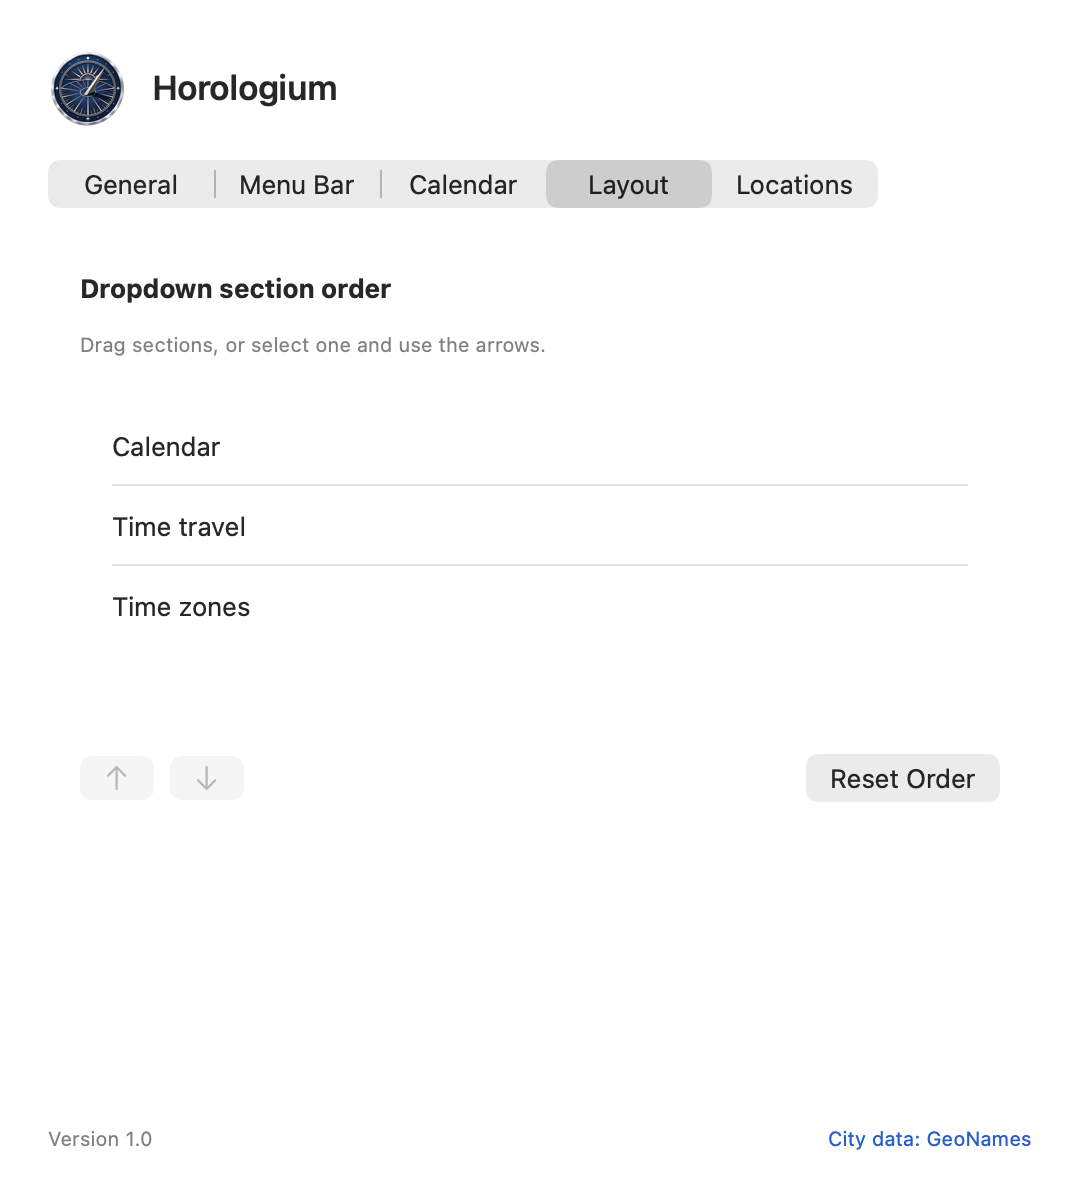 Horologium
General
Menu Bar
Calendar
Layout
Locations
Dropdown section order
Drag sections, or select one and use the arrows.
Calendar
Time travel
Time zones
Reset Order
Version 1.0
City data: GeoNames